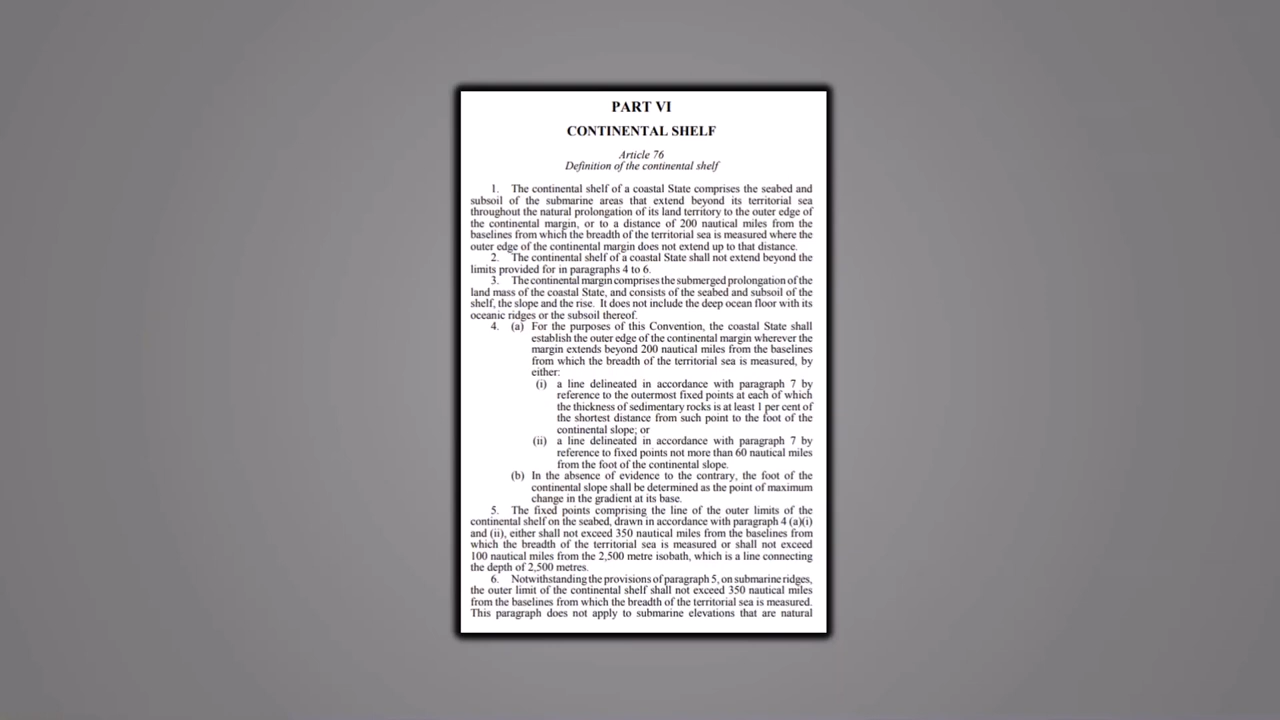 PART VI
CONTINENTAL SHELF
Article 76
Definition of the continental shelf
1. The continental shelf of a coastal State comprises the seabed and
subsoil of the submarine areas that extend beyond its territorial sea
throughout the natural prolongation of its land territory to the outer edge of
the continental margin, or to a distance of 200 nautical miles from the
baselines from which the breadth of the territorial sea is measured where the
outer edge of the continental margin does not extend up to that distance.
2. The continental shelf of a coastal State shall not extend beyond the
limits provided for in paragraphs 4 to 6.
3. The continental margin comprises the submerged prolongation of the
land mass of the coastal State, and consists of the seabed and subsoil of the
shelf, the slope and the rise. It does not include the deep ocean floor with its
oceanic ridges or the subsoil thereof.
4. (a) For the purposes of this Convention, the coastal State shall
establish the outer edge of the continental margin wherever the
margin extends beyond 200 nautical miles from the baselines
from which the breadth of the territorial sea is measured, by
either:
(i) a line delineated in accordance with paragraph 7 by
reference to the outermost fixed points at each of which
the thickness of sedimentary rocks is at least 1 per cent of
the shortest distance from such point to the foot of the
continental slope; or
(ii) a line delineated in accordance with paragraph 7 by
reference to fixed points not more than 60 nautical miles
from the foot of the continental slope.
(b) In the absence of evidence to the contrary, the foot of the
continental slope shall be determined as the point of maximum
change in the gradient at its base.
5. The fixed points comprising the line of the outer limits of the
continental shelf on the seabed, drawn in accordance with paragraph 4 (a)(i)
and (ii), either shall not exceed 350 nautical miles from the baselines from
which the breadth of the territorial sea is measured or shall not exceed
100 nautical miles from the 2,500 metre isobath, which is a line connecting
the depth of 2,500 metres.
6. Notwithstanding the provisions of paragraph 5, on submarine ridges,
the outer limit of the continental shelf shall not exceed 350 nautical miles
from the baselines from which the breadth of the territorial sea is measured.
This paragraph does not apply to submarine elevations that are natural